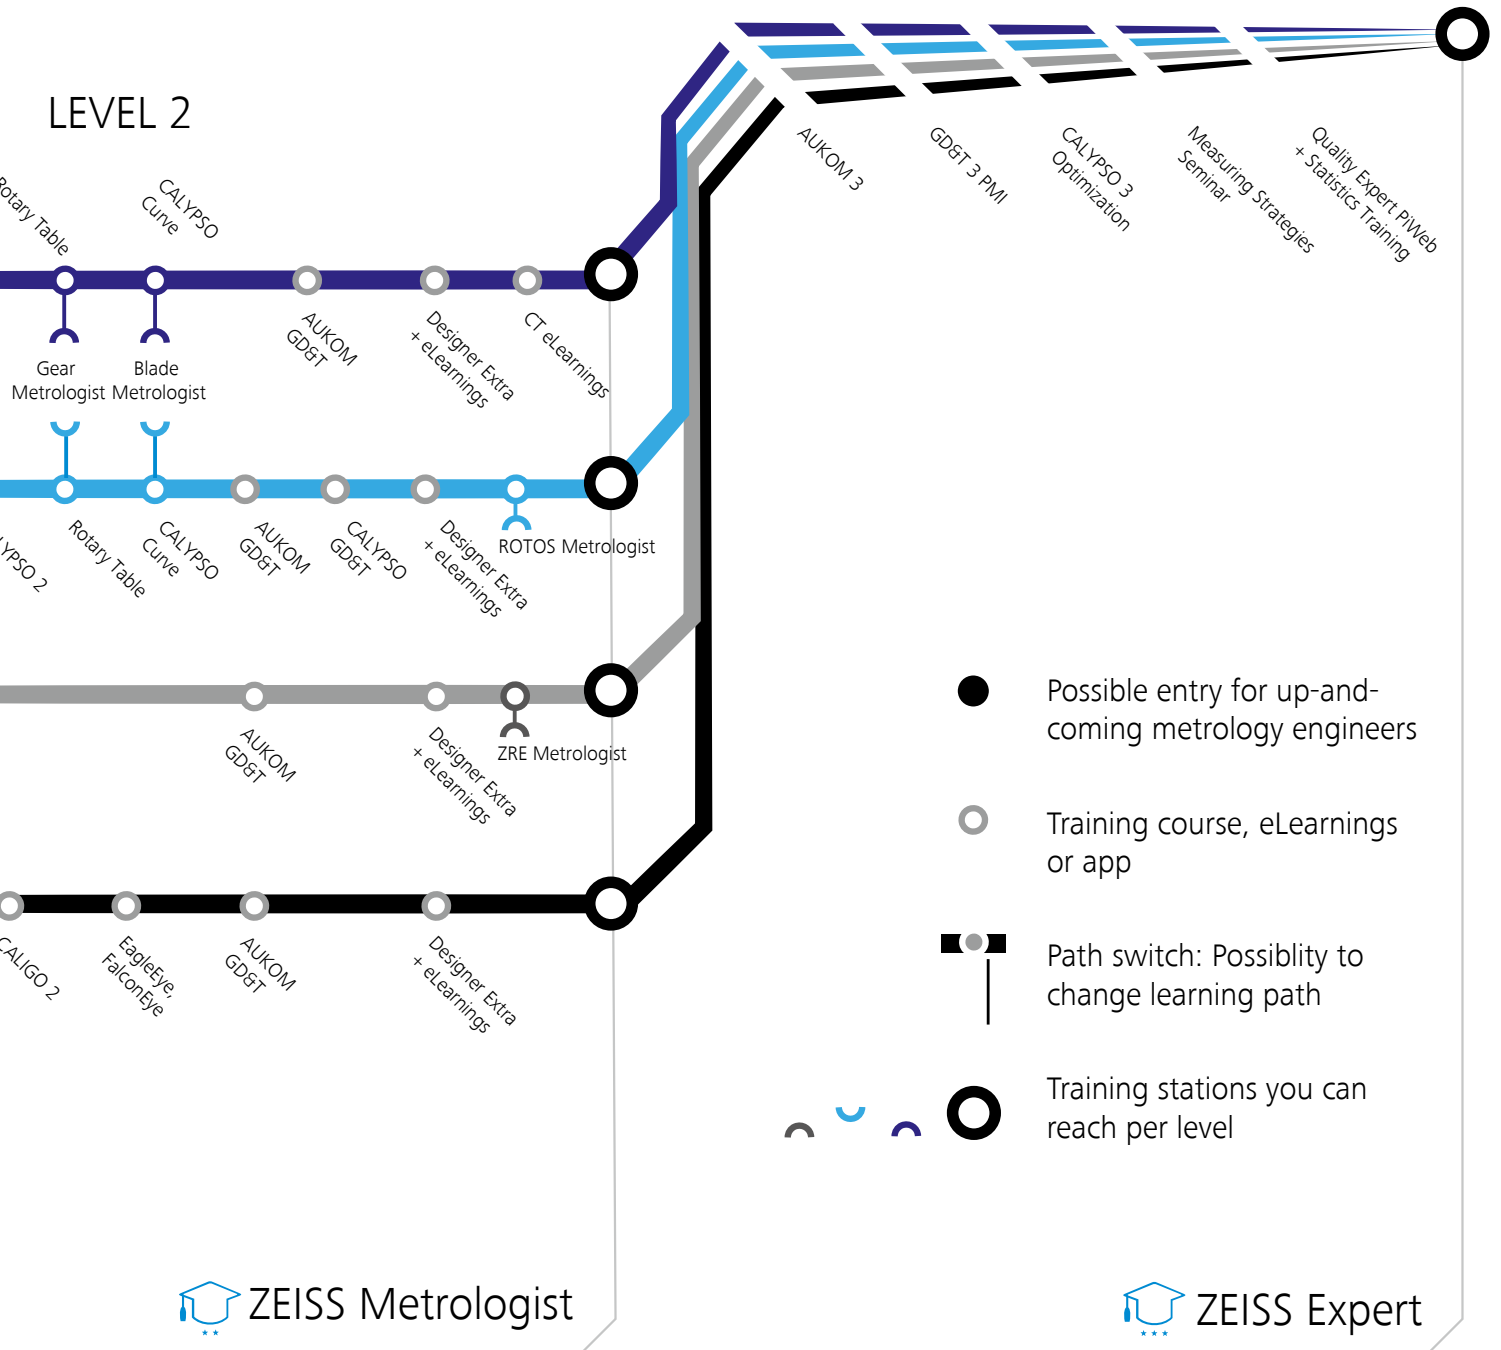 LEVEL 2
Rotary Table
CALYPSO
Curve
AUKOM
GD&T
Designer Extra
+ eLearnings
CT eLearnings
Gear
Metrologist
Blade
Metrologist
Rotary Table
CALYPSO
Curve
AUKOM
GD&T
CALYPSO
GD&T
Designer Extra
+ eLearnings
ROTOS Metrologist
LYPSO 2
AUKOM
GD&T
Designer Extra
+ eLearnings
ZRE Metrologist
CALIGO 2
EagleEye,
FalconEye
AUKOM
GD&T
Designer Extra
+ eLearnings
AUKOM 3
GD&T 3 PMI
CALYPSO 3
Optimization
Measuring Strategies
Seminar
Quality Expert PiWeb
+ Statistics Training
Possible entry for up-and-
coming metrology engineers
Training course, eLearnings
or app
Path switch: Possiblity to
change learning path
Training stations you can
reach per level
ZEISS Metrologist
ZEISS Expert